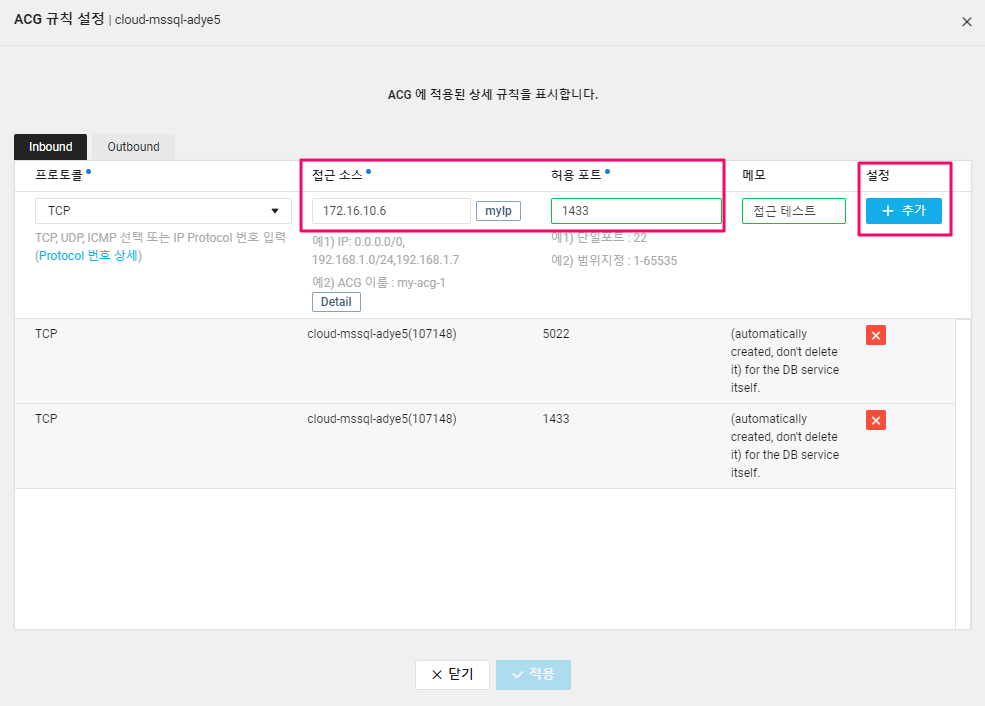 ACG 규칙 설정 | cloud-mssql-adye5
ACG 에 적용된 상세 규칙을 표시합니다.
Inbound Outbound
프로토콜 접근 소스 허용 포트 메모 설정
TCP 172.16.10.6 myIp 1433 접근 테스트 + 추가
TCP, UDP, ICMP 선택 또는 IP Protocol 번호 입력
(Protocol 번호 상세)
예1) IP: 0.0.0.0/0,
192.168.1.0/24,192.168.1.7
예2) ACG 이름 : my-acg-1
Detail
예1) 단일포트 : 22
예2) 범위지정 : 1-65535
TCP cloud-mssql-adye5(107148) 5022 (automatically
created, don't delete
it) for the DB service
itself.
TCP cloud-mssql-adye5(107148) 1433 (automatically
created, don't delete
it) for the DB service
itself.
닫기 적용